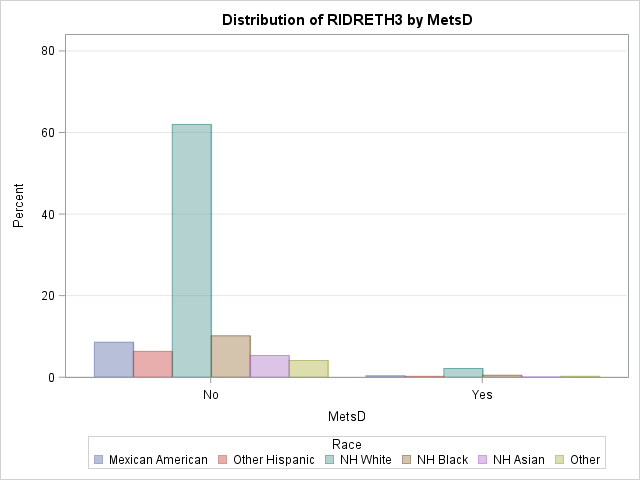 Distribution of RIDRETH3 by MetsD
80
60
40
20
0
Percent
No Yes
MetsD
Race
Mexican American Other Hispanic NH White NH Black NH Asian Other